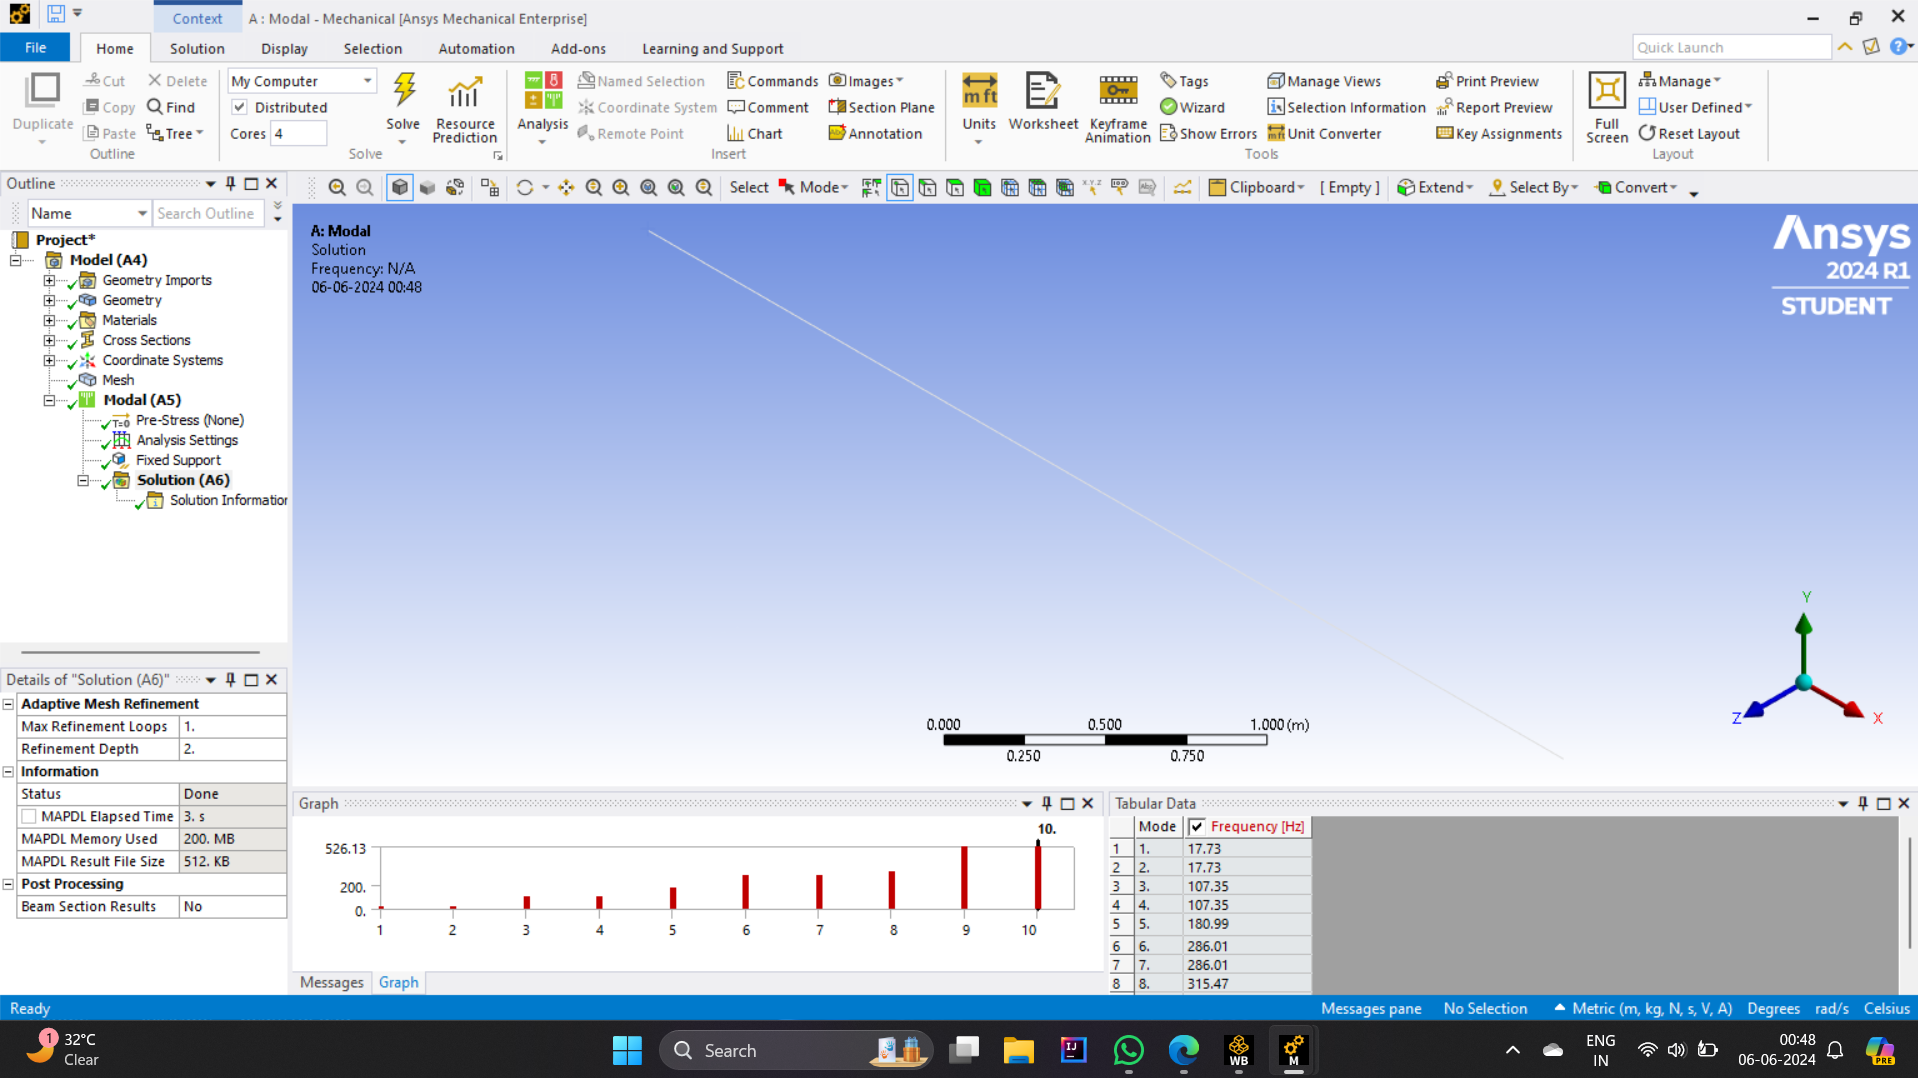 Context
A : Modal - Mechanical [Ansys Mechanical Enterprise]
File Home Solution Display Selection Automation Add-ons Learning and Support
Quick Launch
Duplicate
Cut Delete
Copy Find
Paste Tree
Outline
My Computer
Distributed
Cores 4
Solve
Resource Prediction
Solve
Analysis
Named Selection Commands Images
Coordinate System Comment Section Plane
Remote Point Chart Annotation
Insert
Units
Worksheet
Keyframe Animation
Tags Manage Views Print Preview
Wizard Selection Information Report Preview
Show Errors Unit Converter Key Assignments
Tools
Full Screen
Manage
User Defined
Reset Layout
Layout
Outline
Select Mode Clipboard [ Empty ] Extend Select By Convert
Name Search Outline
Project*
Model (A4)
Geometry Imports
Geometry
Materials
Cross Sections
Coordinate Systems
Mesh
Modal (A5)
Pre-Stress (None)
Analysis Settings
Fixed Support
Solution (A6)
Solution Information
A: Modal
Solution
Frequency: N/A
06-06-2024 00:48
Ansys
2024 R1
STUDENT
Y
Z
X
0.000 0.500 1.000 (m)
0.250 0.750
Details of "Solution (A6)"
Adaptive Mesh Refinement
Max Refinement Loops 1.
Refinement Depth 2.
Information
Status Done
MAPDL Elapsed Time 3. s
MAPDL Memory Used 200. MB
MAPDL Result File Size 512. KB
Post Processing
Beam Section Results No
Graph
10.
526.13
200.
0.
1 2 3 4 5 6 7 8 9 10
Messages Graph
Tabular Data
Mode Frequency [Hz]
1 1. 17.73
2 2. 17.73
3 3. 107.35
4 4. 107.35
5 5. 180.99
6 6. 286.01
7 7. 286.01
8 8. 315.47
Ready
Messages pane No Selection Metric (m, kg, N, s, V, A) Degrees rad/s Celsius
1
32°C
Clear
Search
IJ
WB
M
ENG
IN
00:48
06-06-2024
PRE